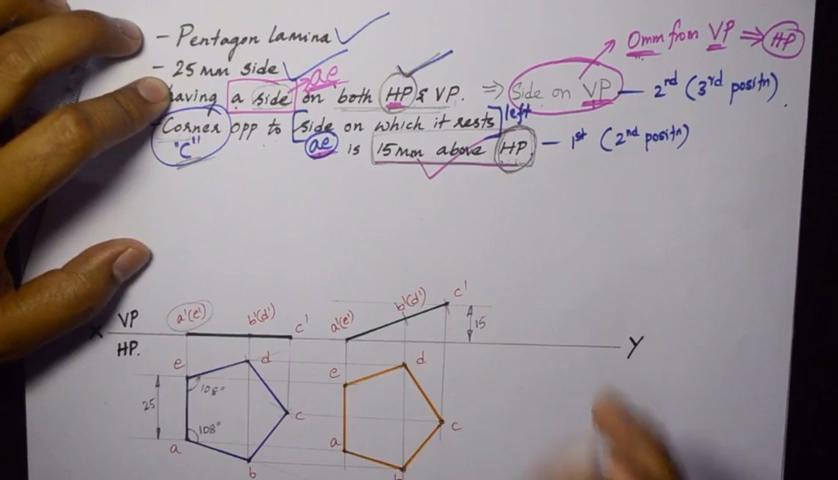 - Pentagon Lamina
0mm from VP ⇒ HP
- 25 mm side
ae
having a side on both HP & VP. ⇒ Side on VP — 2nd (3rd positn)
- Corner opp to [side on which it rests] left
"C" ae is 15mm above HP — 1st (2nd positn)
a'(e') b'(d') c' a'(e') b'(d') c'
X VP 15
HP. Y
e d e d
108°
25 c c
108°
a a
b b